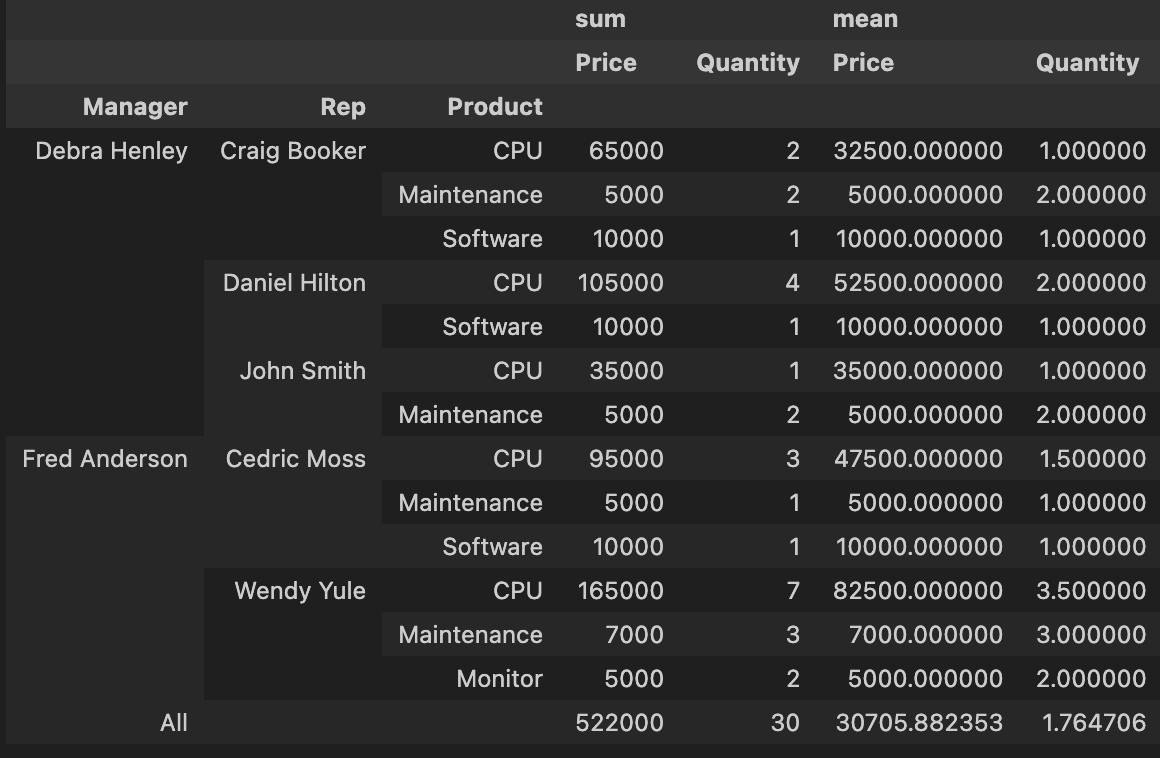 sum mean
Price Quantity Price Quantity
Manager Rep Product
Debra Henley Craig Booker CPU 65000 2 32500.000000 1.000000
Maintenance 5000 2 5000.000000 2.000000
Software 10000 1 10000.000000 1.000000
Daniel Hilton CPU 105000 4 52500.000000 2.000000
Software 10000 1 10000.000000 1.000000
John Smith CPU 35000 1 35000.000000 1.000000
Maintenance 5000 2 5000.000000 2.000000
Fred Anderson Cedric Moss CPU 95000 3 47500.000000 1.500000
Maintenance 5000 1 5000.000000 1.000000
Software 10000 1 10000.000000 1.000000
Wendy Yule CPU 165000 7 82500.000000 3.500000
Maintenance 7000 3 7000.000000 3.000000
Monitor 5000 2 5000.000000 2.000000
All 522000 30 30705.882353 1.764706